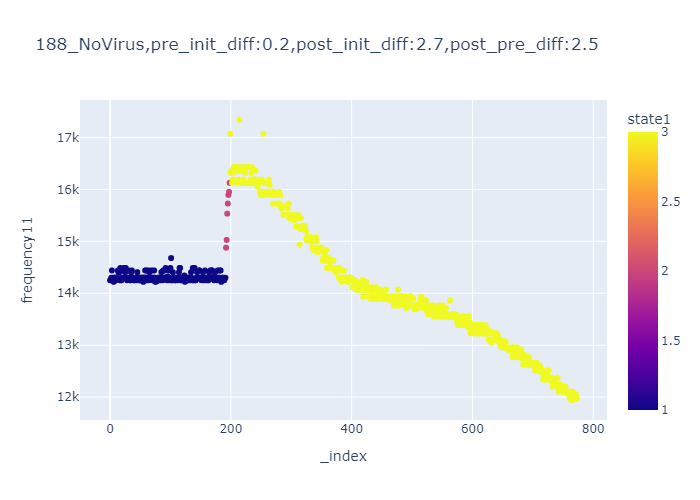 188_NoVirus,pre_init_diff:0.2,post_init_diff:2.7,post_pre_diff:2.5
state1
3
2.5
2
1.5
1
17k
16k
15k
14k
13k
12k
frequency11
0
200
400
600
800
_index